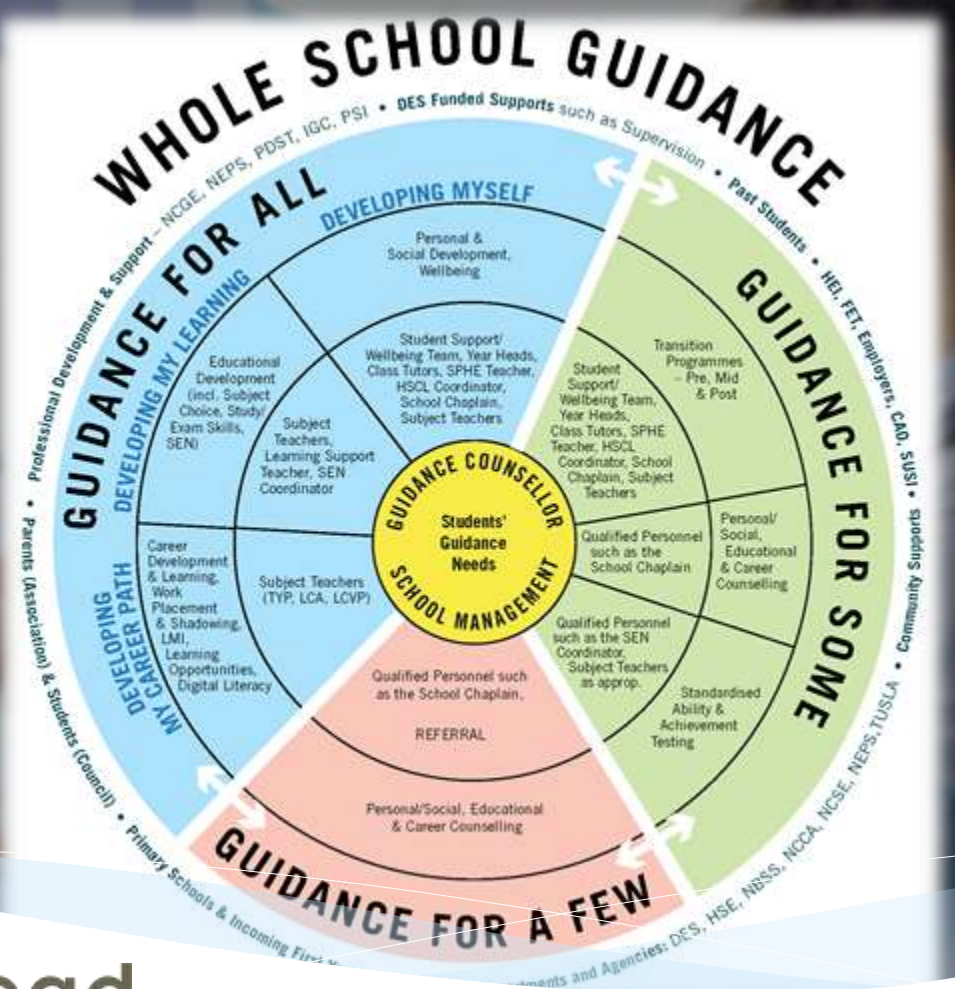 WHOLE SCHOOL GUIDANCE
Professional Development & Support – NCGE, NEPS, PDST, IGC, PSI • DES Funded Supports such as Supervision • Past Students • HEI, FET, Employers, CAO, SUSI • Community Supports
• Parents (Association) & Students (Council) • Primary Schools & Incoming First
and Agencies: DES, HSE, NBSS, NCCA, NCSE, NEPS, TUSLA •
GUIDANCE FOR ALL
DEVELOPING MYSELF
Personal &
Social Development,
Wellbeing
Student Support/
Wellbeing Team, Year Heads,
Class Tutors, SPHE Teacher,
HSCL Coordinator,
School Chaplain,
Subject Teachers
DEVELOPING MY LEARNING
Educational
Development
(incl. Subject
Choice, Study/
Exam Skills,
SEN)
Subject
Teachers,
Learning Support
Teacher, SEN
Coordinator
DEVELOPING
MY CAREER PATH
Career
Development
& Learning,
Work
Placement
& Shadowing,
LMI,
Learning
Opportunities,
Digital Literacy
Subject Teachers
(TYP, LCA, LCVP)
GUIDANCE COUNSELLOR
Students'
Guidance
Needs
SCHOOL MANAGEMENT
GUIDANCE FOR SOME
Transition
Programmes
– Pre, Mid
& Post
Student
Support/
Wellbeing Team,
Year Heads,
Class Tutors, SPHE
Teacher, HSCL
Coordinator, School
Chaplain, Subject
Teachers
Qualified Personnel
such as the
School Chaplain
Personal/
Social,
Educational
& Career
Counselling
Qualified Personnel
such as the SEN
Coordinator,
Subject Teachers
as approp.
Standardised
Ability &
Achievement
Testing
Qualified Personnel such
as the School Chaplain,
REFERRAL
Personal/Social, Educational
& Career Counselling
GUIDANCE FOR A FEW